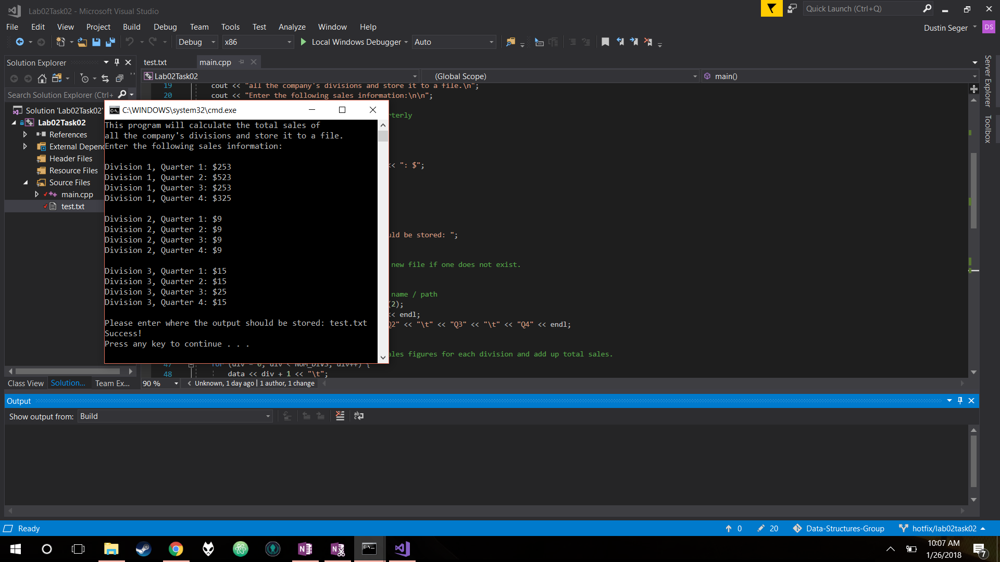 Lab02Task02 - Microsoft Visual Studio
Quick Launch (Ctrl+Q)
File Edit View Project Build Debug Team Tools Test Analyze Window Help
Dustin Seger DS
Debug x86 Local Windows Debugger Auto
Solution Explorer
test.txt main.cpp
Lab02Task02 (Global Scope) main()
Search Solution Explorer (Ctrl+
Solution 'Lab02Task02'
Lab02Task02
References
External Depen
Header Files
Resource Files
Source Files
main.cpp
test.txt
Class View Solution... Team Ex...
19 cout << "all the company's divisions and store it to a file.\n";
20 cout << "Enter the following sales information:\n\n";
rterly
<< ": $";
uld be stored: ";
new file if one does not exist.
name / path
(2);
<< endl;
Q2" << "\t" << "Q3" << "\t" << "Q4" << endl;
ales figures for each division and add up total sales.
47 for (div = 0; div < NUM_DIVS; div++) {
48 data << div + 1 << "\t";
90 % Unknown, 1 day ago | 1 author, 1 change
C:\WINDOWS\system32\cmd.exe
C:\.
This program will calculate the total sales of
all the company's divisions and store it to a file.
Enter the following sales information:
Division 1, Quarter 1: $253
Division 1, Quarter 2: $523
Division 1, Quarter 3: $253
Division 1, Quarter 4: $325
Division 2, Quarter 1: $9
Division 2, Quarter 2: $9
Division 2, Quarter 3: $9
Division 2, Quarter 4: $9
Division 3, Quarter 1: $15
Division 3, Quarter 2: $15
Division 3, Quarter 3: $25
Division 3, Quarter 4: $15
Please enter where the output should be stored: test.txt
Success!
Press any key to continue . . .
Server Explorer
Toolbox
Output
Show output from: Build
Ready
0 20 Data-Structures-Group hotfix/lab02task02
10:07 AM
1/26/2018
7